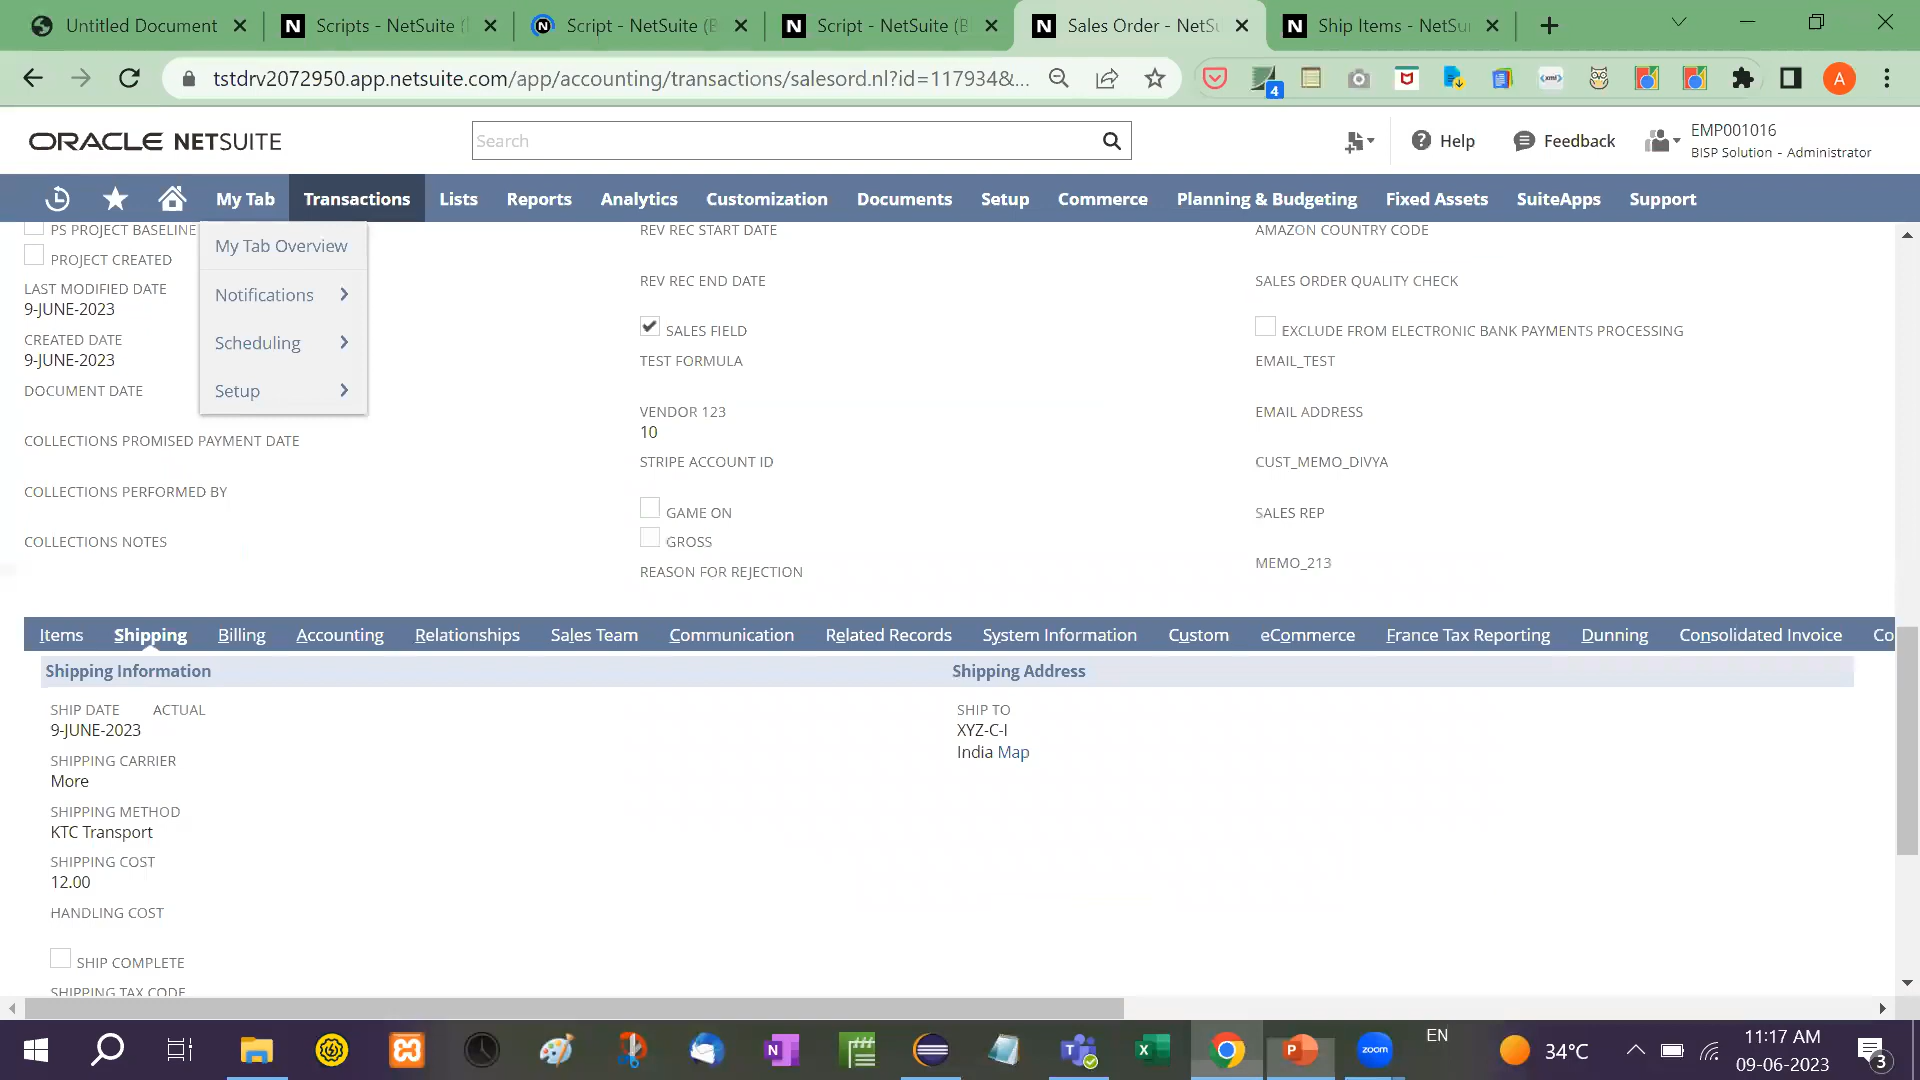 Untitled Document
Scripts - NetSuite (
Script - NetSuite (B
Script - NetSuite (B
Sales Order - NetSu
Ship Items - NetSu
tstdrv2072950.app.netsuite.com/app/accounting/transactions/salesord.nl?id=117934&...
4
A
ORACLE NETSUITE
Search
Help
Feedback
EMP001016
BISP Solution - Administrator
My Tab
Transactions
Lists
Reports
Analytics
Customization
Documents
Setup
Commerce
Planning & Budgeting
Fixed Assets
SuiteApps
Support
My Tab Overview
Notifications
Scheduling
Setup
PS PROJECT BASELINE
PROJECT CREATED
LAST MODIFIED DATE
9-JUNE-2023
CREATED DATE
9-JUNE-2023
DOCUMENT DATE
COLLECTIONS PROMISED PAYMENT DATE
COLLECTIONS PERFORMED BY
COLLECTIONS NOTES
REV REC START DATE
REV REC END DATE
SALES FIELD
TEST FORMULA
VENDOR 123
10
STRIPE ACCOUNT ID
GAME ON
GROSS
REASON FOR REJECTION
AMAZON COUNTRY CODE
SALES ORDER QUALITY CHECK
EXCLUDE FROM ELECTRONIC BANK PAYMENTS PROCESSING
EMAIL_TEST
EMAIL ADDRESS
CUST_MEMO_DIVYA
SALES REP
MEMO_213
Items
Shipping
Billing
Accounting
Relationships
Sales Team
Communication
Related Records
System Information
Custom
eCommerce
France Tax Reporting
Dunning
Consolidated Invoice
Co
Shipping Information
SHIP DATE ACTUAL
9-JUNE-2023
SHIPPING CARRIER
More
SHIPPING METHOD
KTC Transport
SHIPPING COST
12.00
HANDLING COST
SHIP COMPLETE
SHIPPING TAX CODE
Shipping Address
SHIP TO
XYZ-C-I
India Map
zoom
EN
34°C
11:17 AM
09-06-2023
3